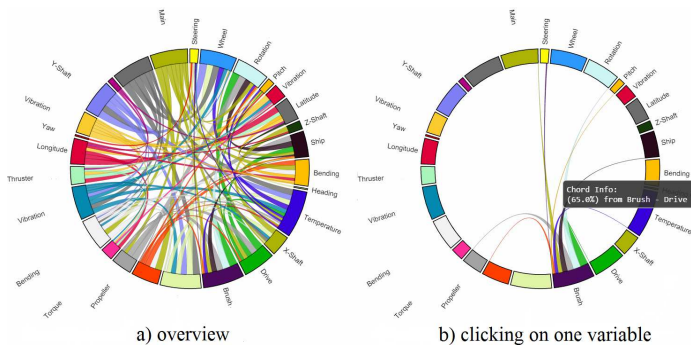 Main
Steering
Wheel
Rotation
Pitch
Vibration
Latitude
Z-Shaft
Ship
Bending
Heading
Temperature
X-Shaft
Drive
Brush
Propeller
Torque
Bending
Vibration
Thruster
Longitude
Yaw
Vibration
Y-Shaft
a) overview
Main
Steering
Wheel
Rotation
Pitch
Vibration
Latitude
Z-Shaft
Ship
Bending
Heading
Chord Info:
(65.0%) from Brush - Drive
Temperature
X-Shaft
Drive
Brush
Propeller
Torque
Bending
Vibration
Thruster
Longitude
Yaw
Vibration
Y-Shaft
b) clicking on one variable